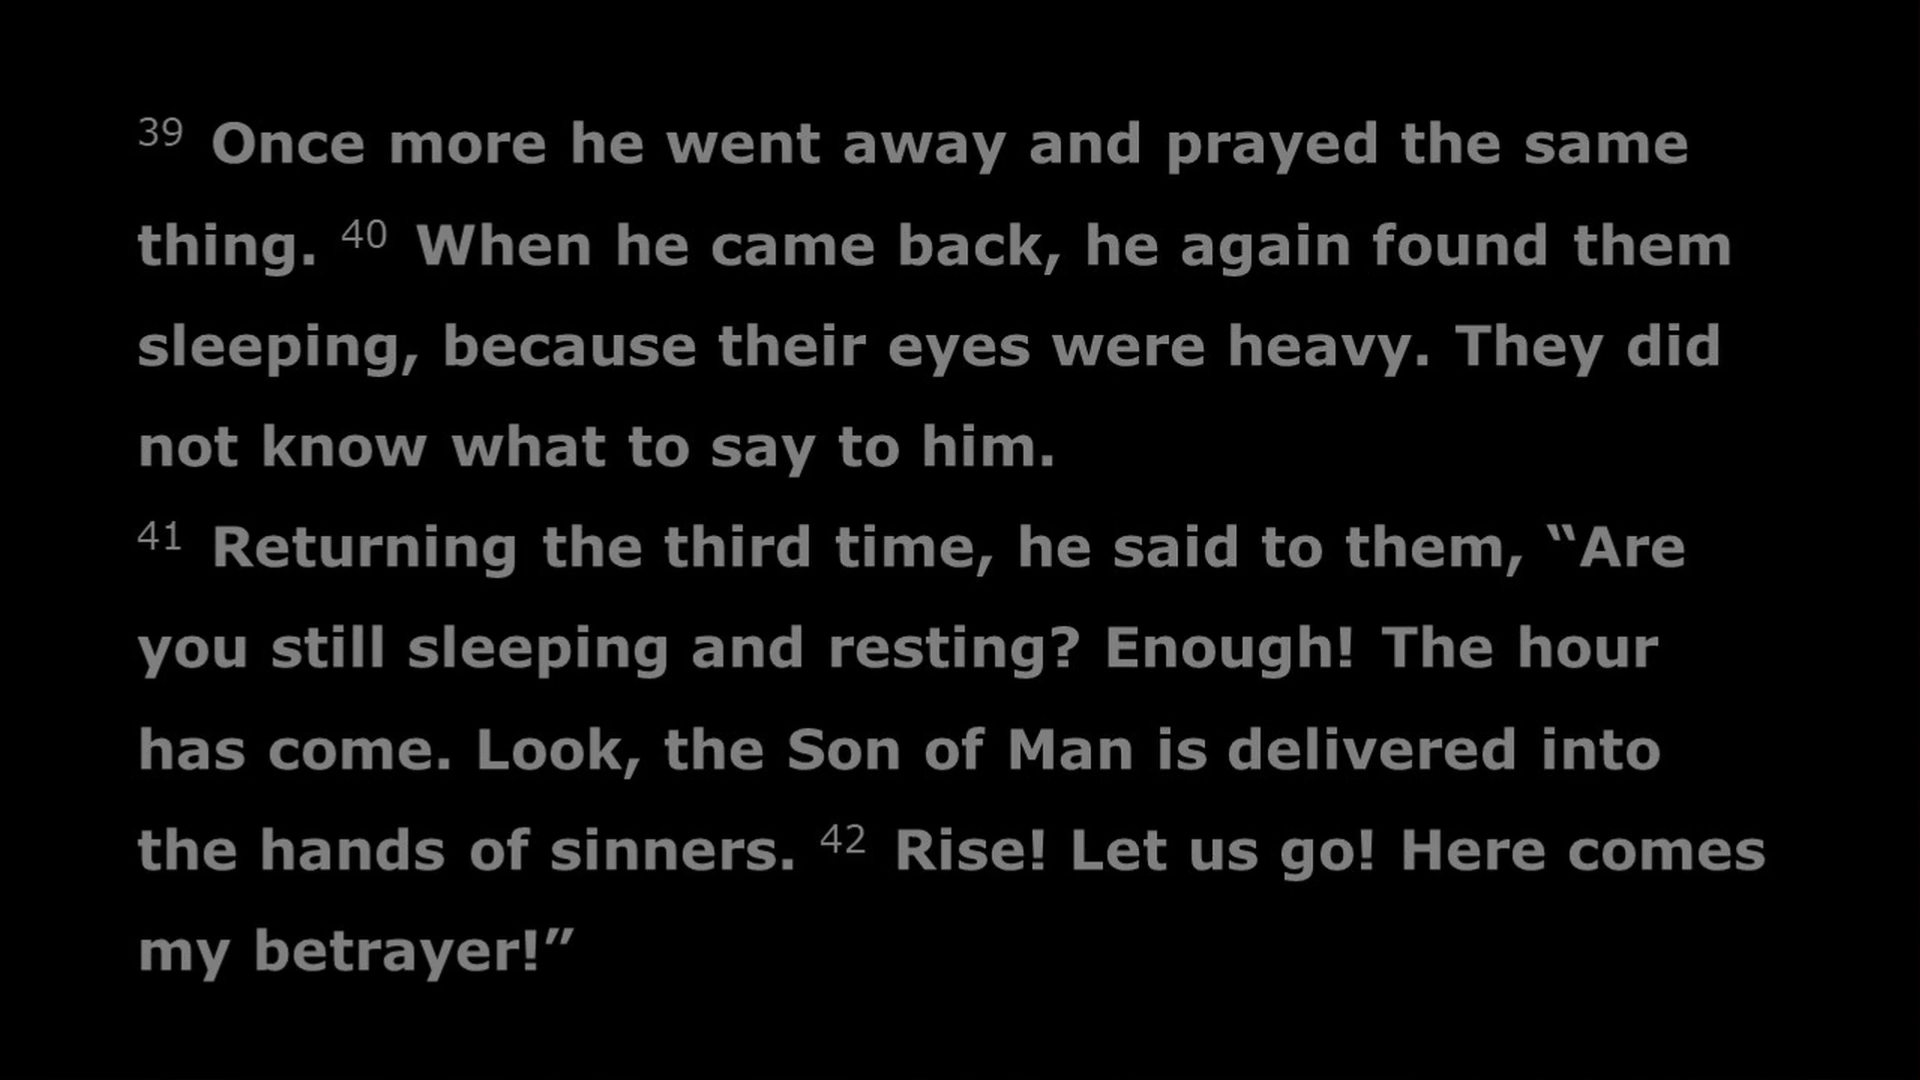 39 Once more he went away and prayed the same
thing. 40 When he came back, he again found them
sleeping, because their eyes were heavy. They did
not know what to say to him.
41 Returning the third time, he said to them, “Are
you still sleeping and resting? Enough! The hour
has come. Look, the Son of Man is delivered into
the hands of sinners. 42 Rise! Let us go! Here comes
my betrayer!”